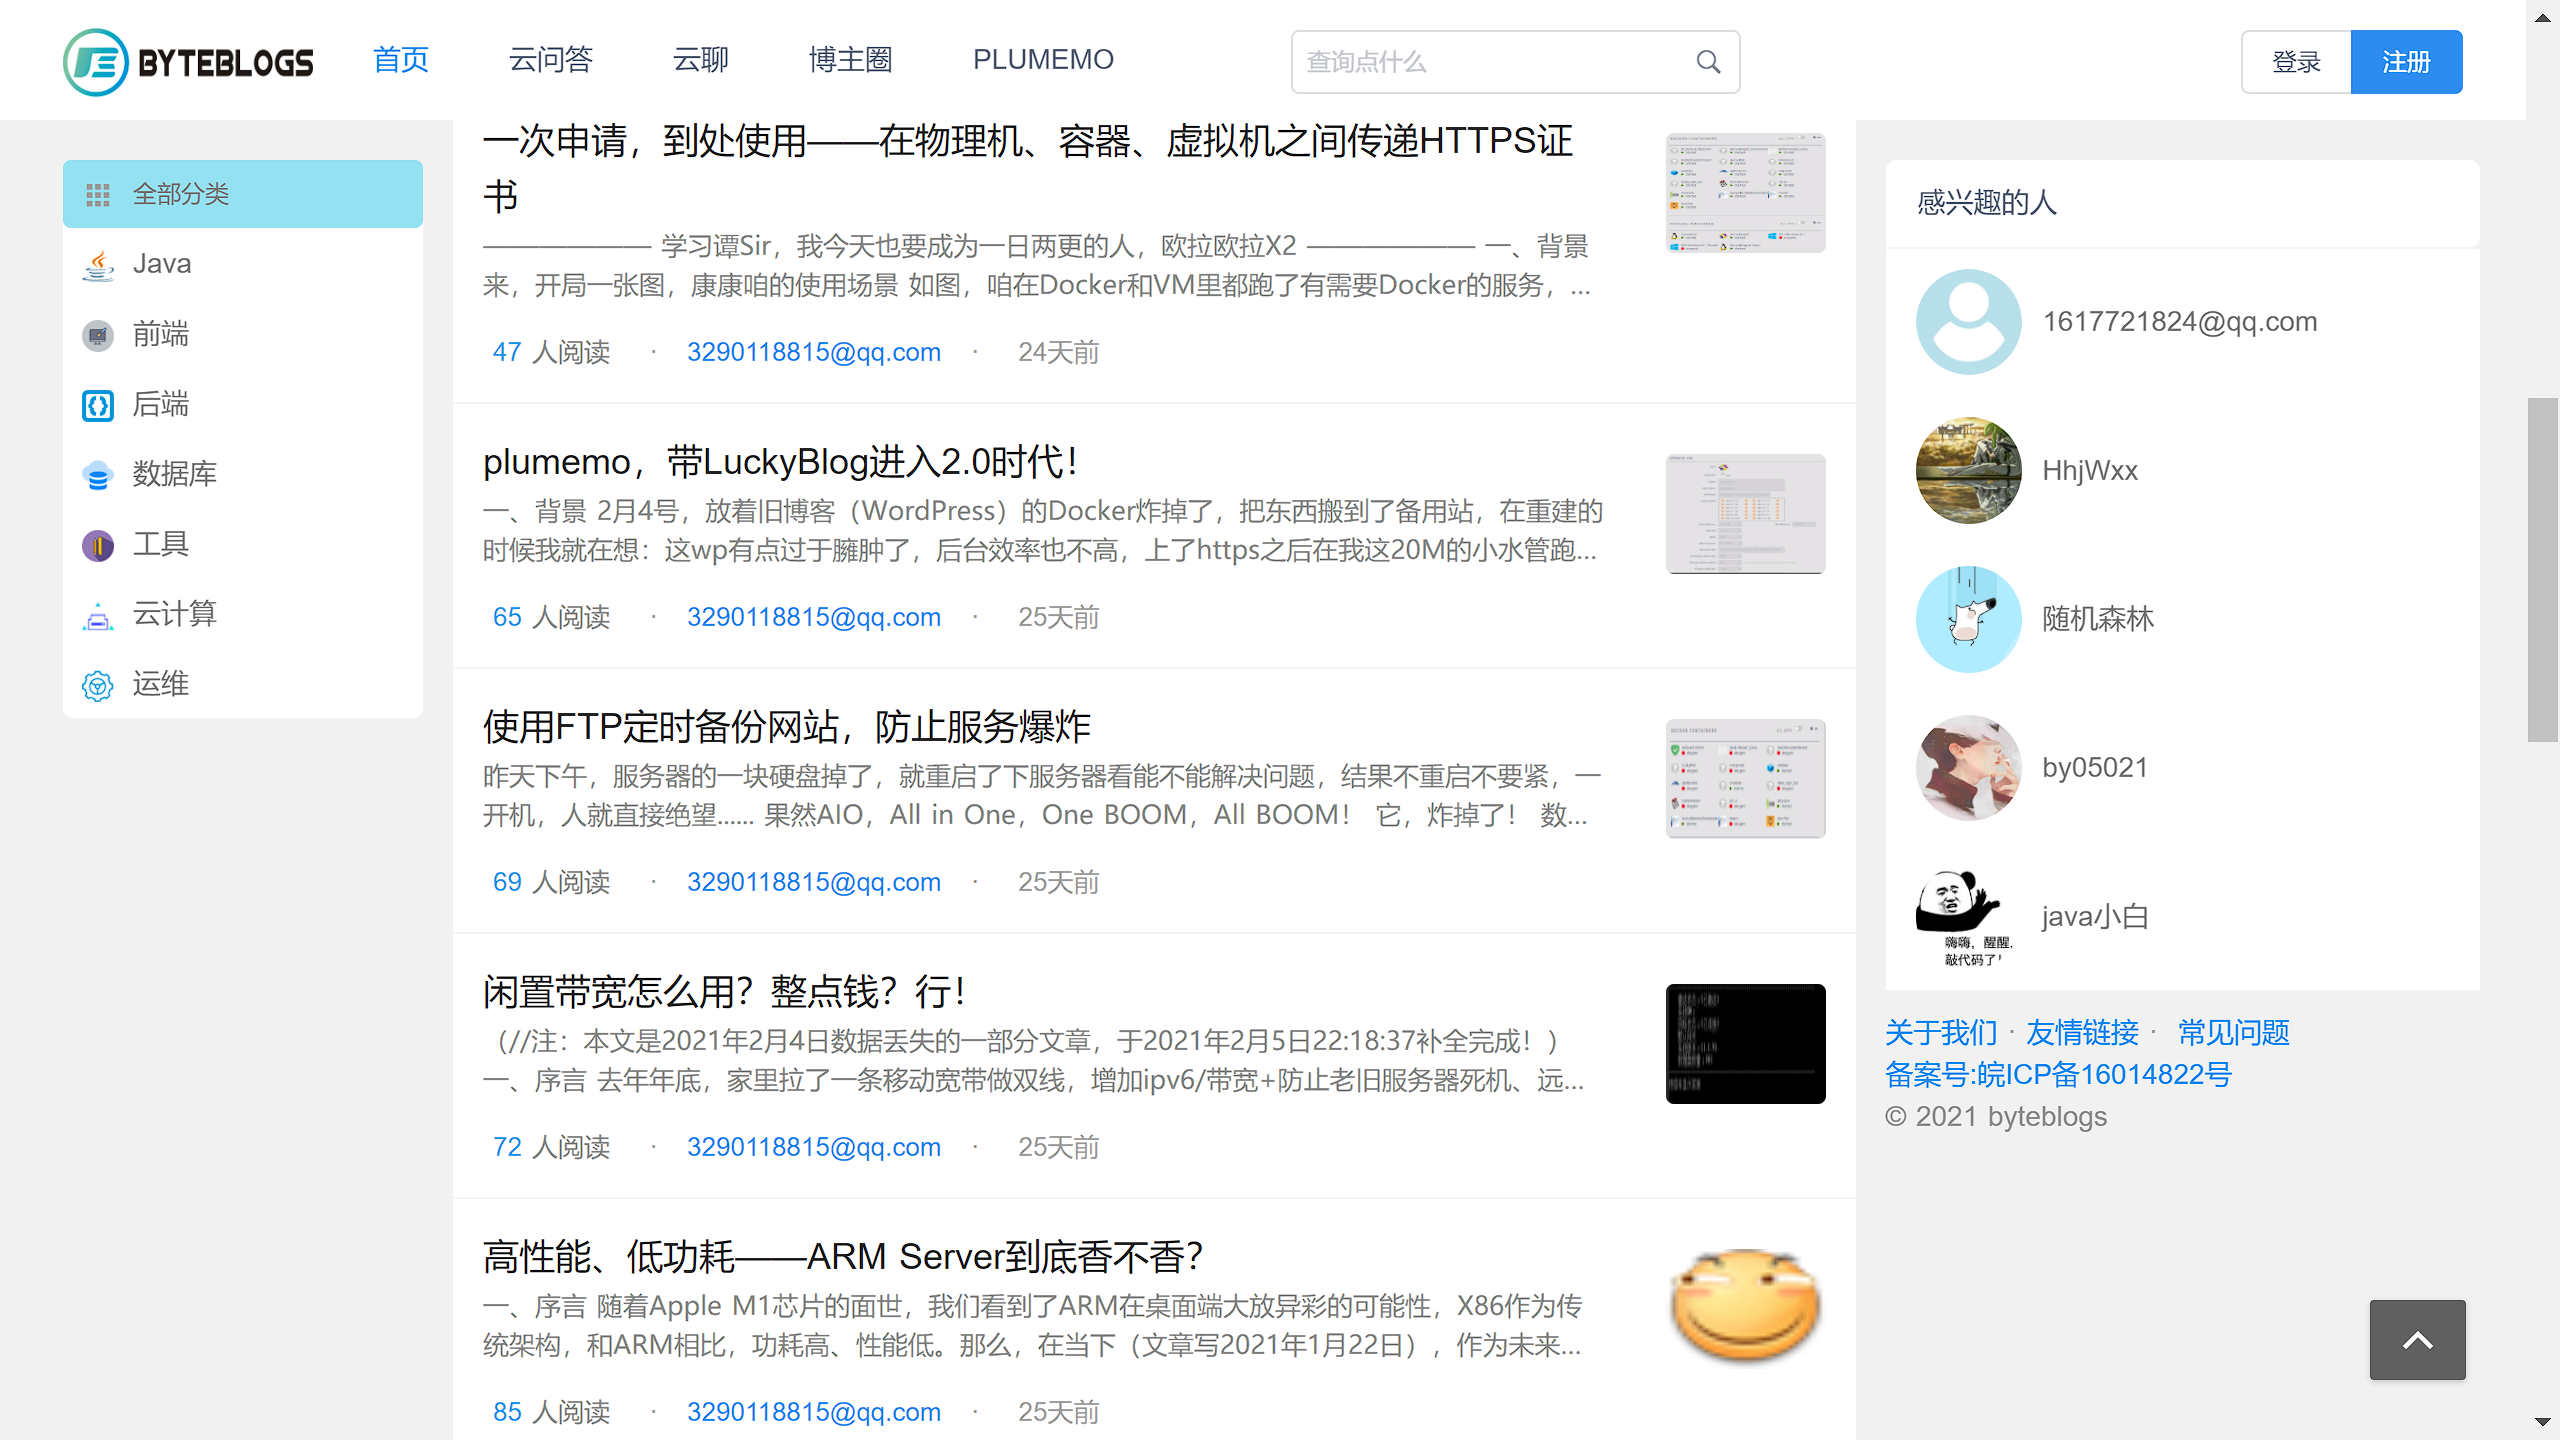 BYTEBLOGS
首页
云问答
云聊
博主圈
PLUMEMO
查询点什么
登录
注册
全部分类
Java
前端
后端
数据库
工具
云计算
运维
一次申请，到处使用——在物理机、容器、虚拟机之间传递HTTPS证
书
—————— 学习谭Sir，我今天也要成为一日两更的人，欧拉欧拉X2 —————— 一、背景
来，开局一张图，康康咱的使用场景 如图，咱在Docker和VM里都跑了有需要Docker的服务，...
47 人阅读 · 3290118815@qq.com · 24天前
plumemo，带LuckyBlog进入2.0时代！
一、背景 2月4号，放着旧博客（WordPress）的Docker炸掉了，把东西搬到了备用站，在重建的
时候我就在想：这wp有点过于臃肿了，后台效率也不高，上了https之后在我这20M的小水管跑...
65 人阅读 · 3290118815@qq.com · 25天前
使用FTP定时备份网站，防止服务爆炸
昨天下午，服务器的一块硬盘掉了，就重启了下服务器看能不能解决问题，结果不重启不要紧，一
开机，人就直接绝望...... 果然AIO，All in One，One BOOM，All BOOM！ 它，炸掉了！ 数...
69 人阅读 · 3290118815@qq.com · 25天前
闲置带宽怎么用？整点钱？行！
（//注：本文是2021年2月4日数据丢失的一部分文章，于2021年2月5日22:18:37补全完成！)
一、序言 去年年底，家里拉了一条移动宽带做双线，增加ipv6/带宽+防止老旧服务器死机、远...
72 人阅读 · 3290118815@qq.com · 25天前
高性能、低功耗——ARM Server到底香不香？
一、序言 随着Apple M1芯片的面世，我们看到了ARM在桌面端大放异彩的可能性，X86作为传
统架构，和ARM相比，功耗高、性能低。那么，在当下（文章写2021年1月22日），作为未来...
85 人阅读 · 3290118815@qq.com · 25天前
感兴趣的人
1617721824@qq.com
HhjWxx
随机森林
by05021
java小白
嗨嗨，醒醒，
敲代码了！
关于我们 · 友情链接 · 常见问题
备案号:皖ICP备16014822号
© 2021 byteblogs